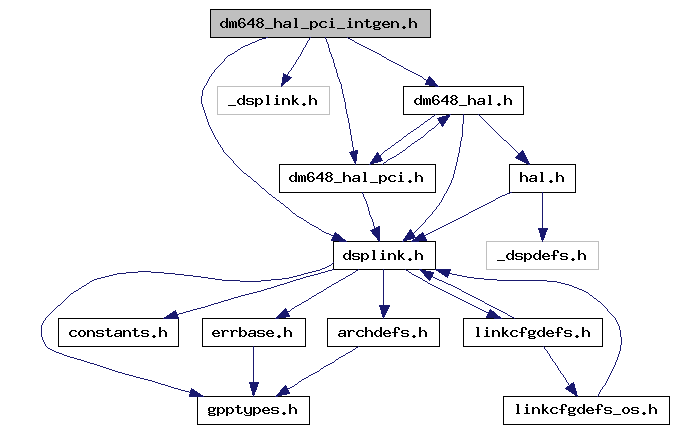 dm648_hal_pci_intgen.h
_dsplink.h
dm648_hal.h
dm648_hal_pci.h
hal.h
dsplink.h
_dspdefs.h
constants.h
errbase.h
archdefs.h
linkcfgdefs.h
gpptypes.h
linkcfgdefs_os.h